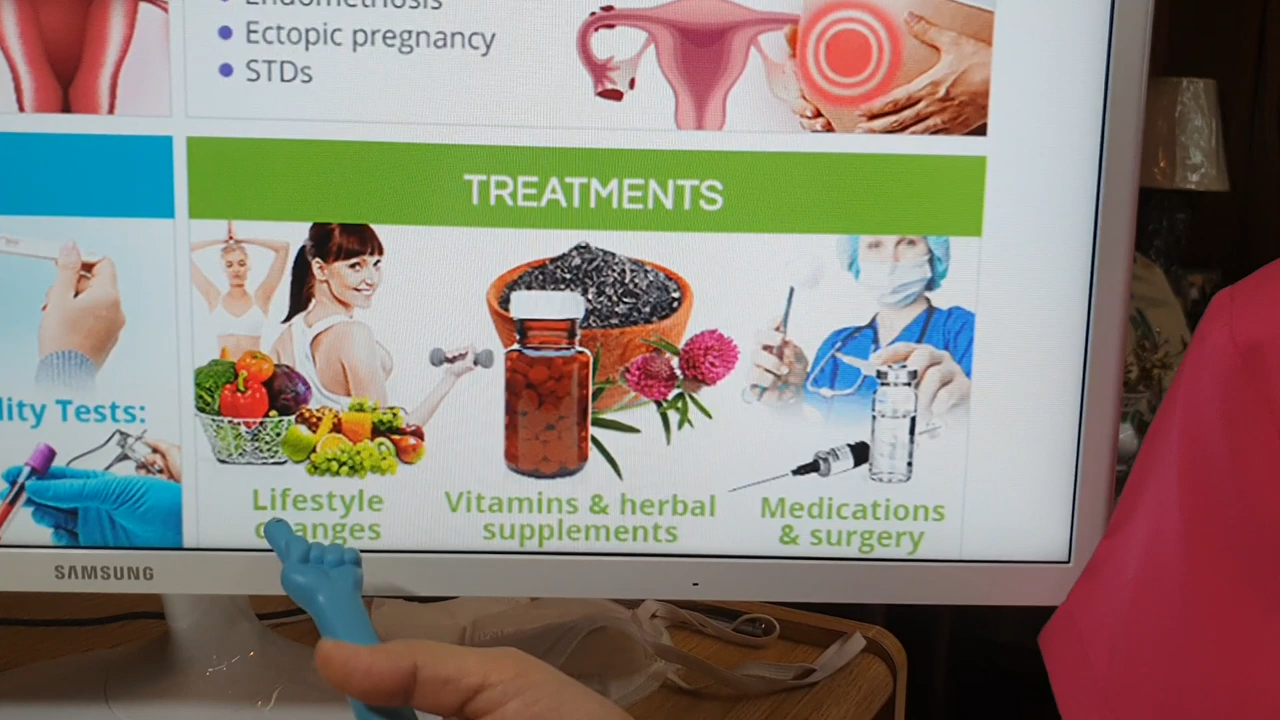 Ectopic pregnancy
STDs
TREATMENTS
lity Tests:
Lifestyle
changes
Vitamins & herbal
supplements
Medications
& surgery
SAMSUNG